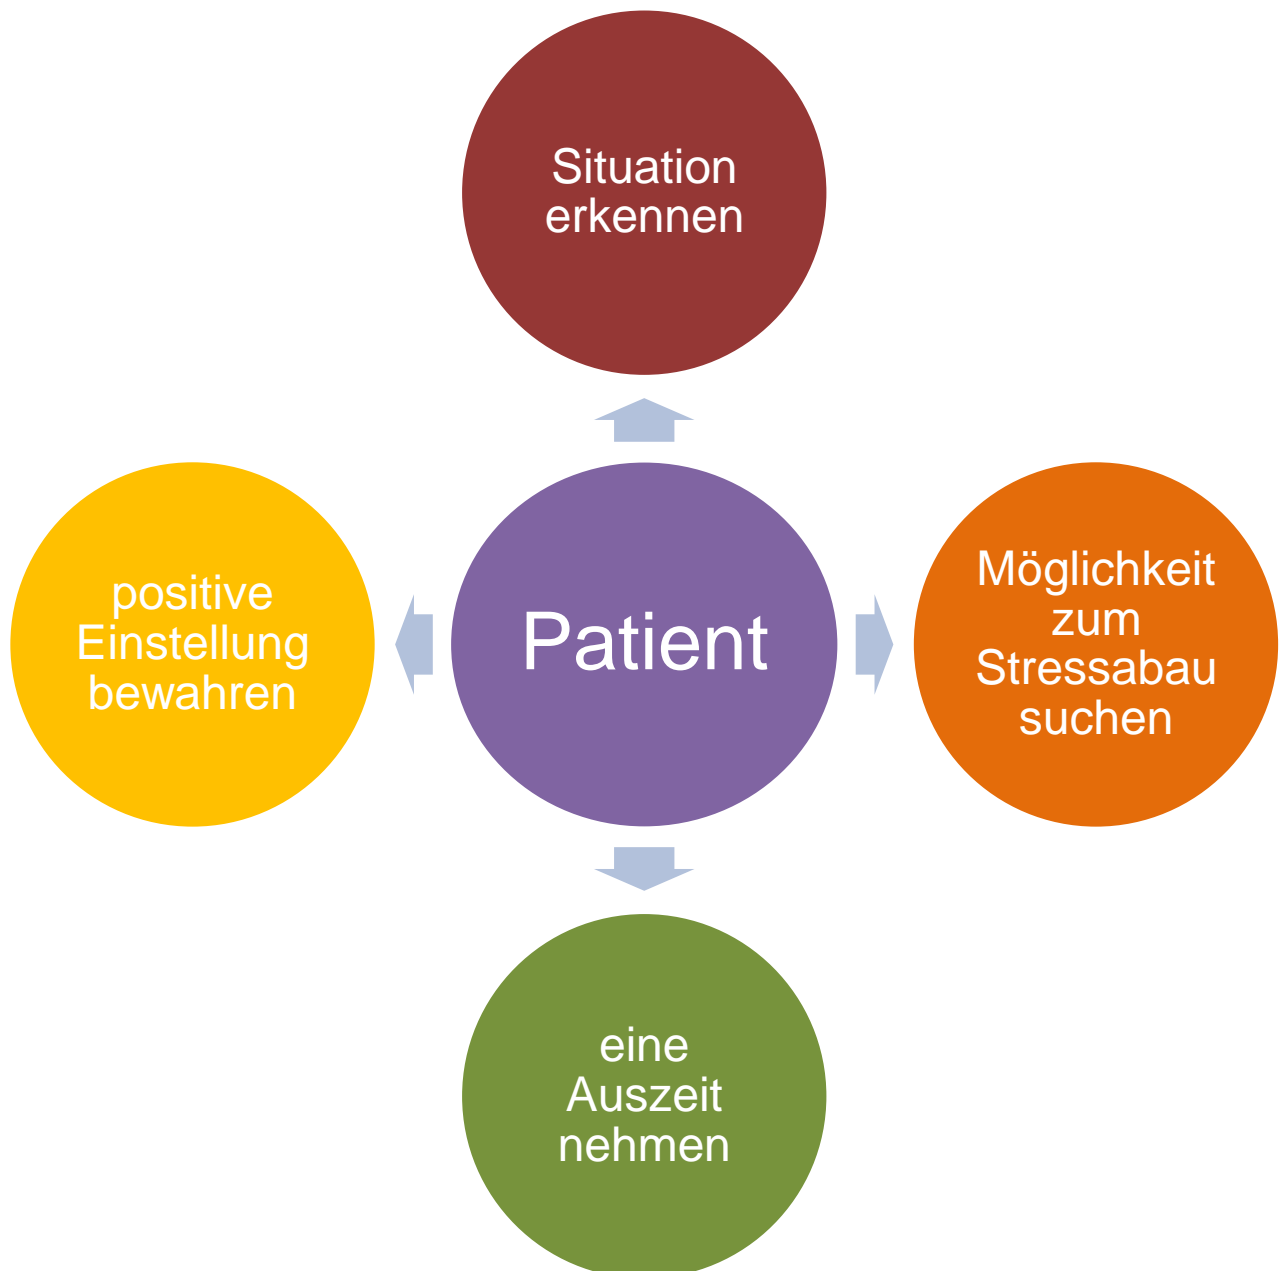 Situation
erkennen
positive
Einstellung
bewahren
Patient
Möglichkeit
zum
Stressabau
suchen
eine
Auszeit
nehmen